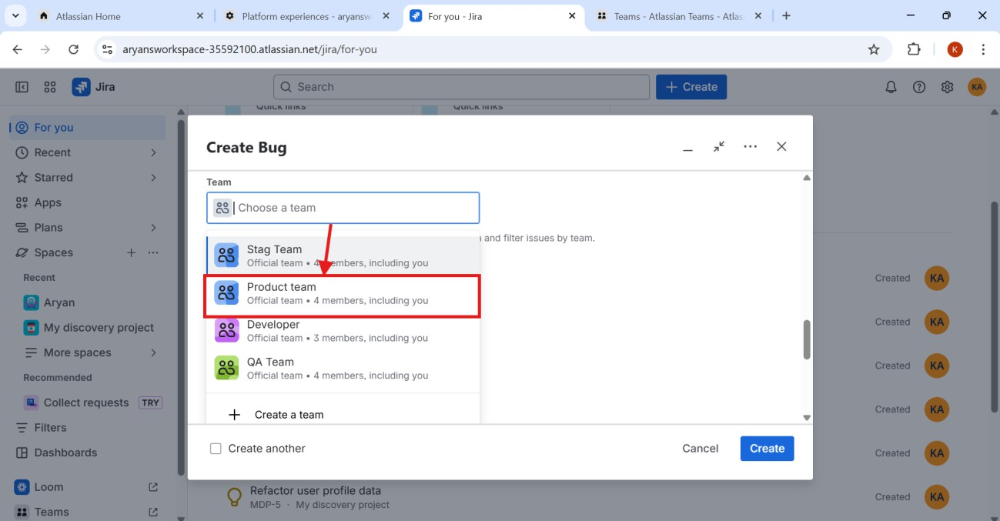 Atlassian Home
Platform experiences - aryansw
For you - Jira
Teams - Atlassian Teams - Atlas
aryansworkspace-35592100.atlassian.net/jira/for-you
K
Jira
Search
+ Create
KA
Quick links
Quick links
For you
Recent
Starred
Apps
Plans
Spaces
Recent
Aryan
My discovery project
More spaces
Recommended
Collect requests TRY
Filters
Dashboards
Loom
Teams
Create Bug
Team
Choose a team
and filter issues by team.
Stag Team
Official team • 4 members, including you
Product team
Official team • 4 members, including you
Developer
Official team • 3 members, including you
QA Team
Official team • 4 members, including you
+ Create a team
Create another
Cancel
Create
Created KA
Created KA
Created KA
Created KA
Created KA
Refactor user profile data
MDP-5 · My discovery project
Created KA